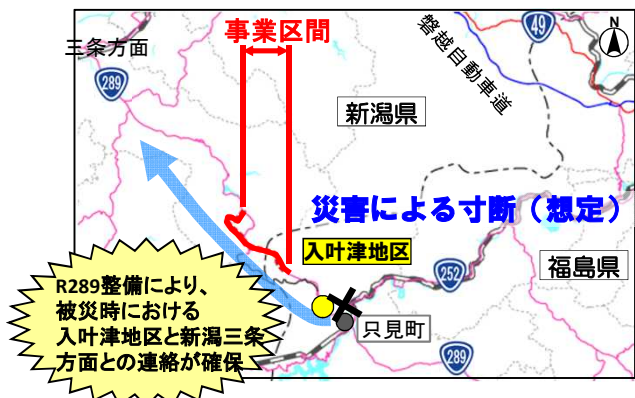 事業区間
三条方面
289
49
N
磐越自動車道
新潟県
災害による寸断（想定）
入叶津地区
252
福島県
R289整備により、
被災時における
入叶津地区と新潟三条
方面との連絡が確保
只見町
289